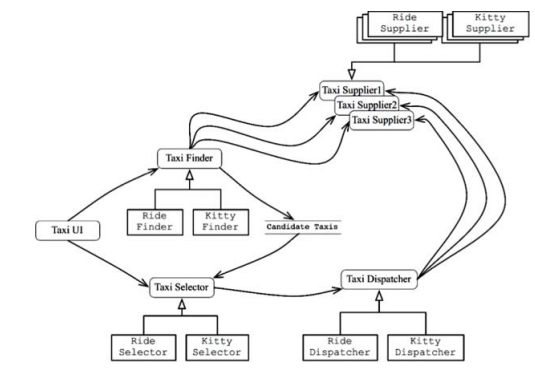 Ride
Supplier
Kitty
Supplier
Taxi Supplier1
Taxi Supplier2
Taxi Supplier3
Taxi Finder
Ride
Finder
Kitty
Finder
Candidate Taxis
Taxi UI
Taxi Selector
Taxi Dispatcher
Ride
Selector
Kitty
Selector
Ride
Dispatcher
Kitty
Dispatcher